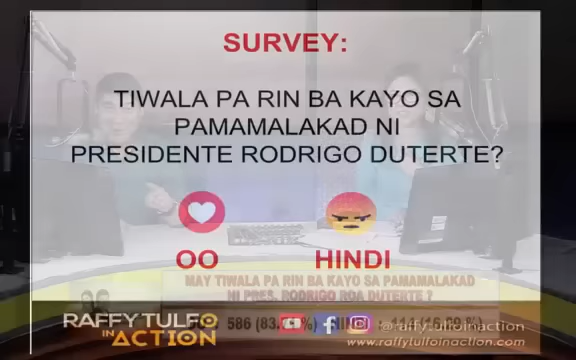 SURVEY:
TIWALA PA RIN BA KAYO SA
PAMAMALAKAD NI
PRESIDENTE RODRIGO DUTERTE?
OO HINDI
MAY TIWALA PA RIN BA KAYO SA PAMAMALAKAD
NI PRES. RODRIGO ROA DUTERTE ?
586
RAFFY TULFO
IN ACTION
@raffytulfoinaction
www.raffytulfoinaction.com